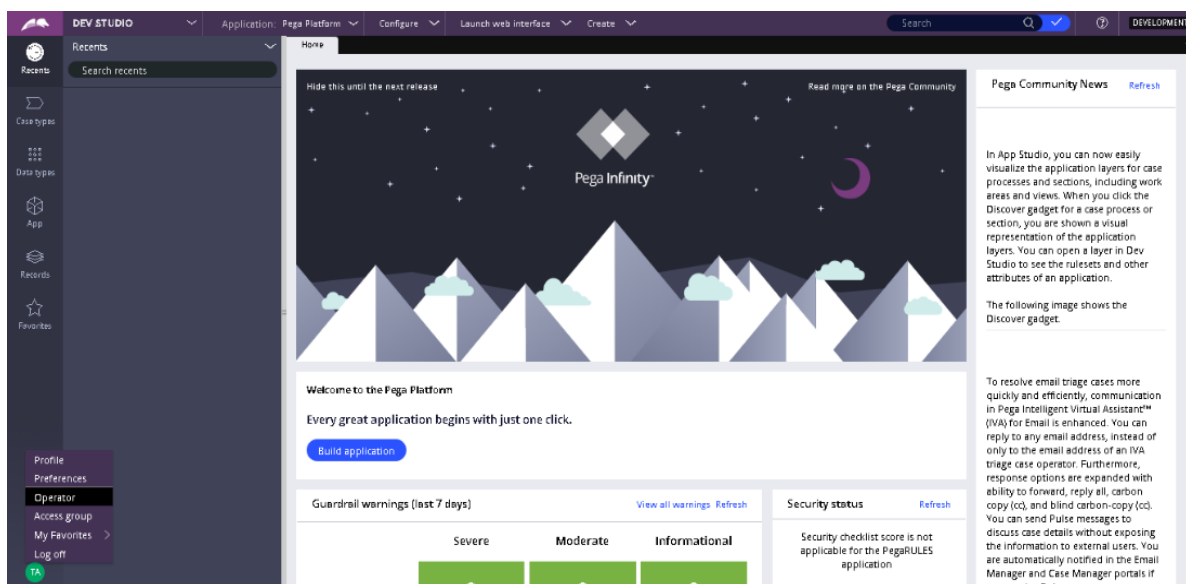 DEV STUDIO
Application: Pega Platform
Configure
Launch web interface
Create
Search
DEVELOPMENT
Recents
Case types
Data types
App
Records
Favorites
Recents
Search recents
Profile
Preferences
Operator
Access group
My Favorites
Log off
TA
Home
Hide this until the next release
Read more on the Pega Community
Pega Infinity™
Welcome to the Pega Platform
Every great application begins with just one click.
Build application
Guardrail warnings (last 7 days)
View all warnings Refresh
Severe
Moderate
Informational
Security status
Refresh
Security checklist score is not
applicable for the PegaRULES
application
Pega Community News
Refresh
In App Studio, you can now easily
visualize the application layers for case
processes and sections, including work
areas and views. When you click the
Discover gadget for a case process or
section, you are shown a visual
representation of the application
layers. You can open a layer in Dev
Studio to see the rulesets and other
attributes of an application.
The following image shows the
Discover gadget.
To resolve email triage cases more
quickly and efficiently, communication
in Pega Intelligent Virtual Assistant™
(IVA) for Email is enhanced. You can
reply to any email address, instead of
only to the email address of an IVA
triage case operator. Furthermore,
response options are expanded with
ability to forward, reply all, carbon
copy (cc), and blind carbon-copy (cc).
You can send Pulse messages to
discuss case details without exposing
the information to external users. You
are automatically notified in the Email
Manager and Case Manager portals if